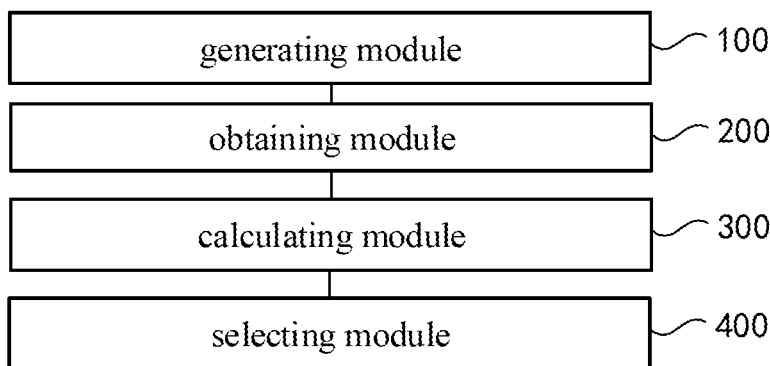 generating module 100
obtaining module 200
calculating module 300
selecting module 400